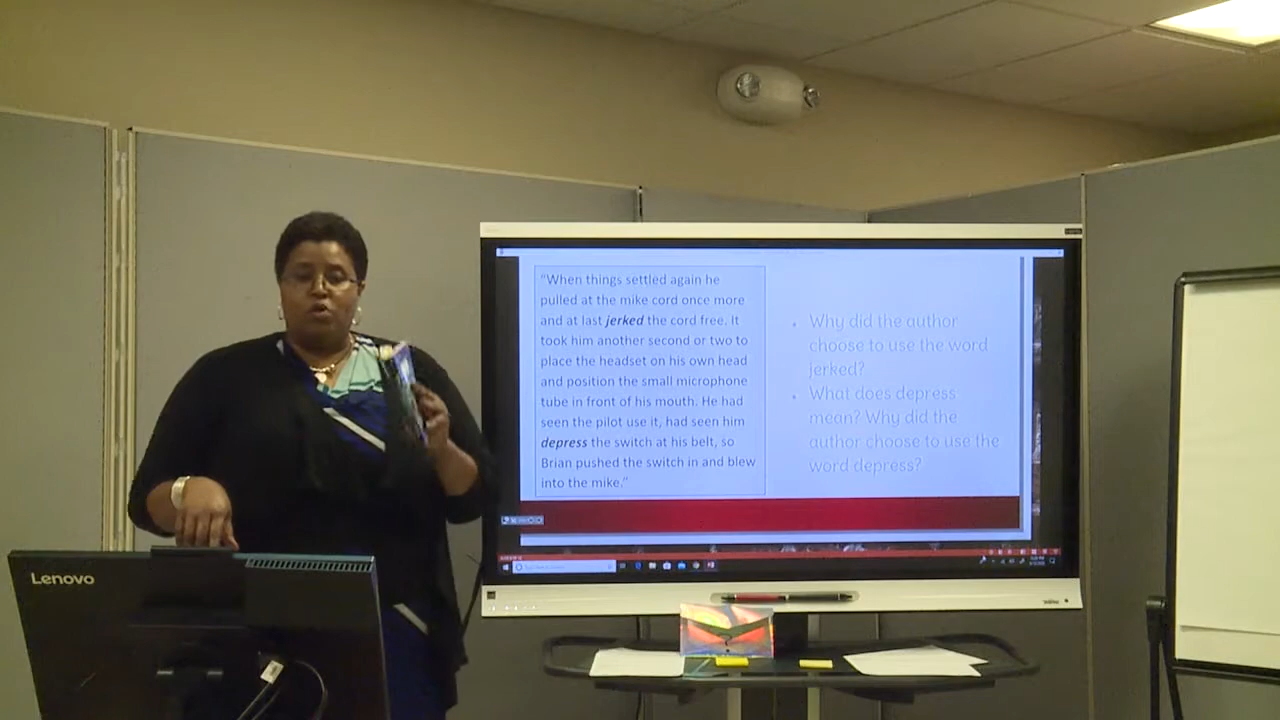 "When things settled again he
pulled at the mike cord once more
and at last jerked the cord free. It
took him another second or two to
place the headset on his own head
and position the small microphone
tube in front of his mouth. He had
seen the pilot use it, had seen him
depress the switch at his belt, so
Brian pushed the switch in and blew
into the mike."
• Why did the author
choose to use the word
jerked?
• What does depress
mean? Why did the
author choose to use the
word depress?
Lenovo